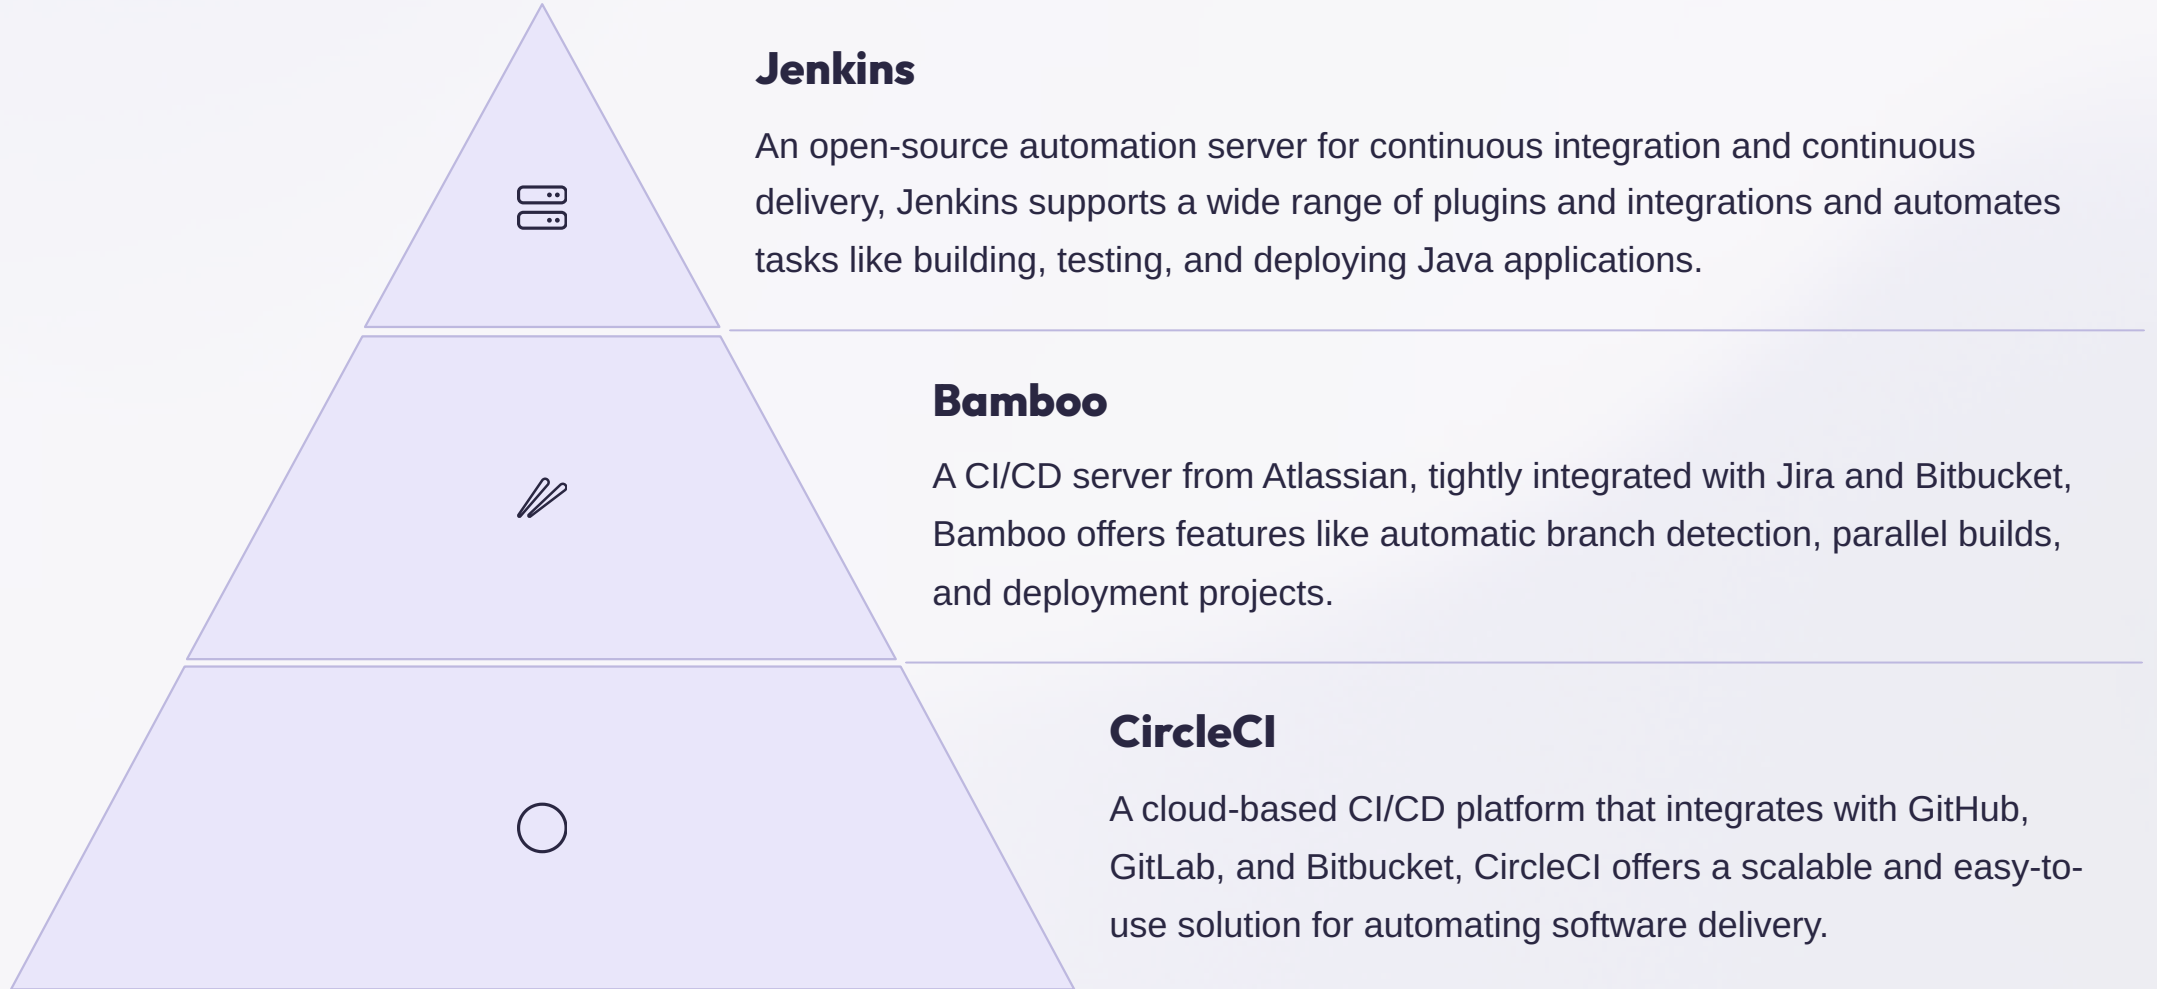 Jenkins
An open-source automation server for continuous integration and continuous
delivery, Jenkins supports a wide range of plugins and integrations and automates
tasks like building, testing, and deploying Java applications.
Bamboo
A CI/CD server from Atlassian, tightly integrated with Jira and Bitbucket,
Bamboo offers features like automatic branch detection, parallel builds,
and deployment projects.
CircleCI
A cloud-based CI/CD platform that integrates with GitHub,
GitLab, and Bitbucket, CircleCI offers a scalable and easy-to-
use solution for automating software delivery.